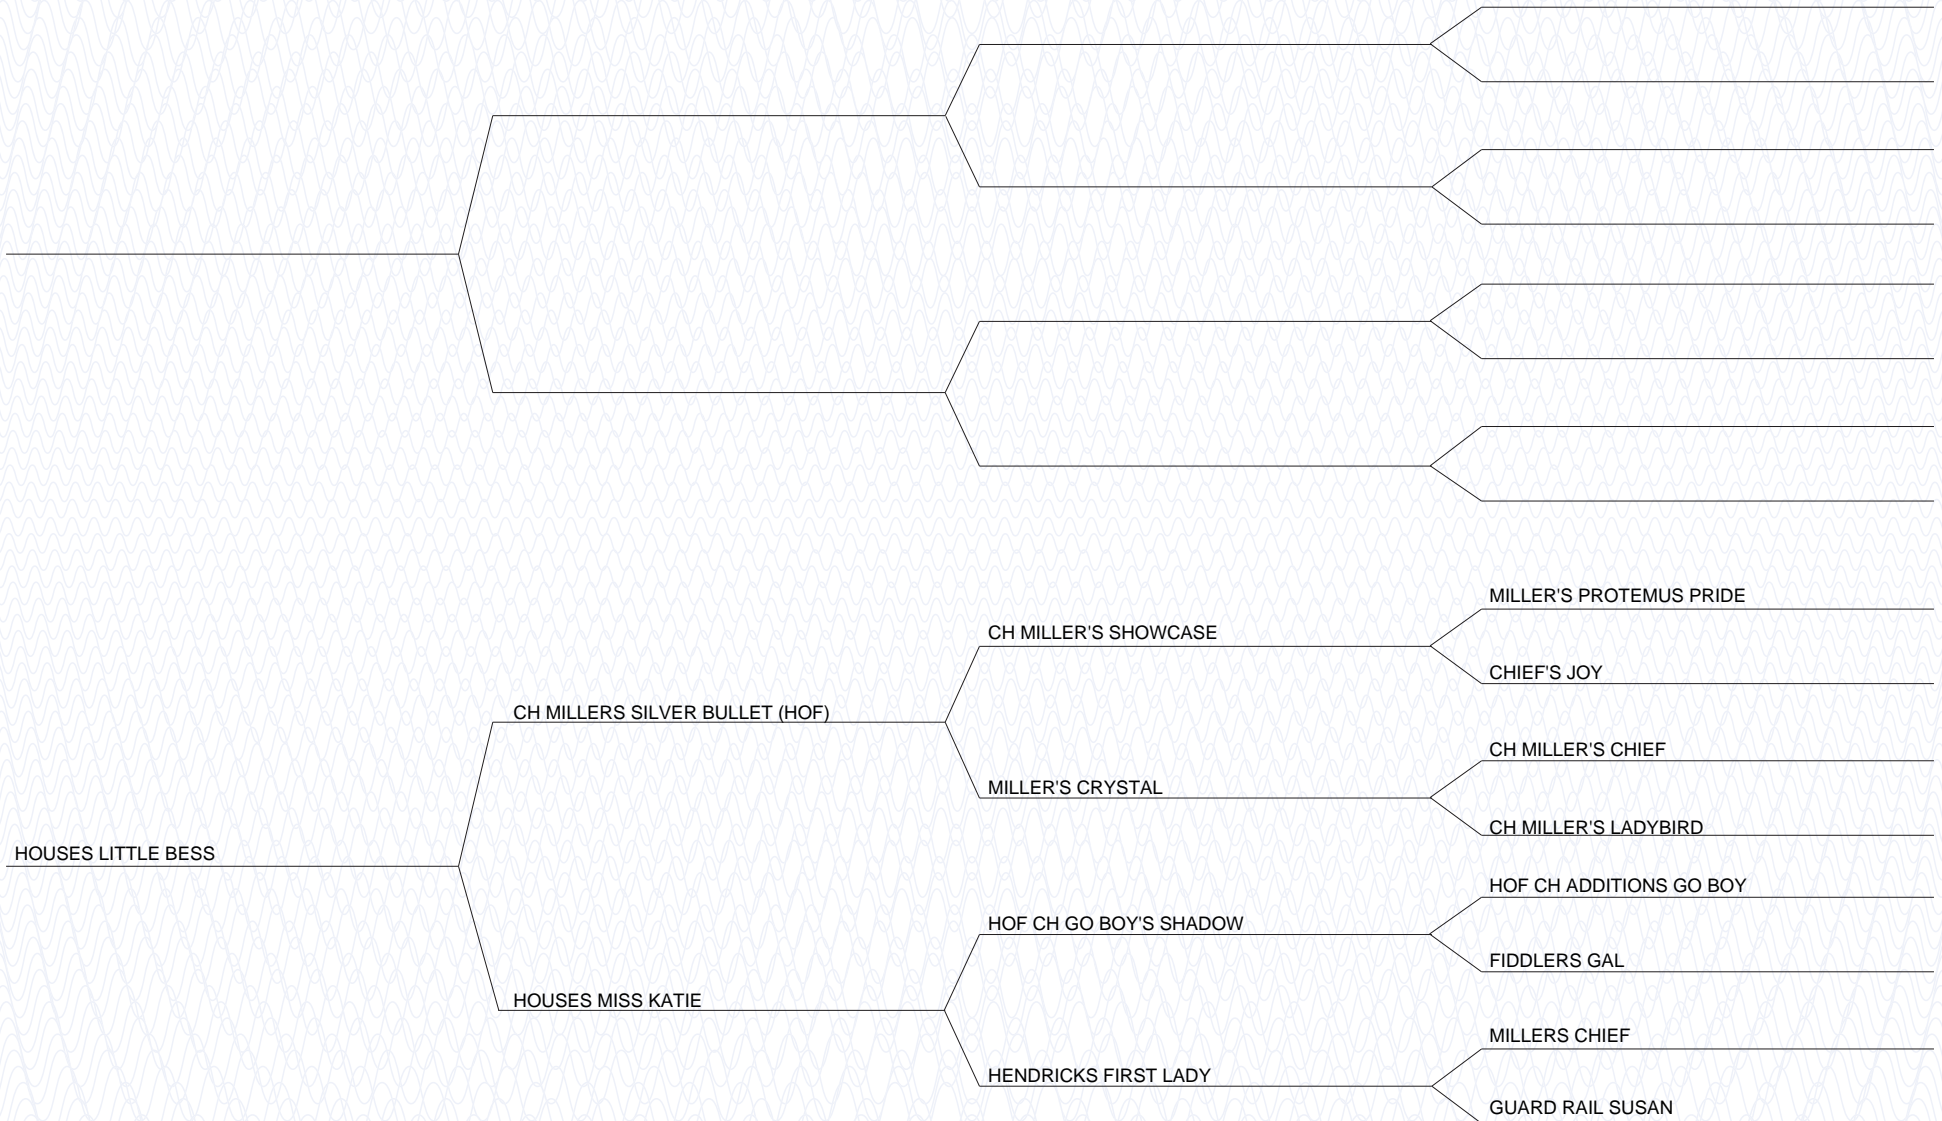 MILLER'S PROTEMUS PRIDE
CH MILLER'S SHOWCASE
CHIEF'S JOY
CH MILLERS SILVER BULLET (HOF)
CH MILLER'S CHIEF
MILLER'S CRYSTAL
CH MILLER'S LADYBIRD
HOUSES LITTLE BESS
HOF CH ADDITIONS GO BOY
HOF CH GO BOY'S SHADOW
FIDDLERS GAL
HOUSES MISS KATIE
MILLERS CHIEF
HENDRICKS FIRST LADY
GUARD RAIL SUSAN